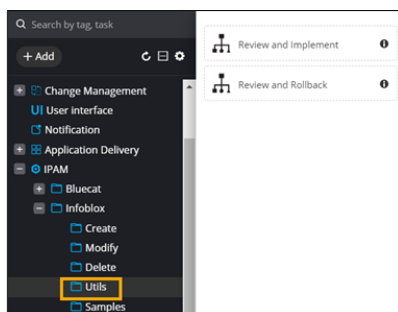 Search by tag, task
+ Add
Change Management
UI User interface
Notification
Application Delivery
IPAM
Bluecat
Infoblox
Create
Modify
Delete
Utils
Samples
Review and Implement
Review and Rollback